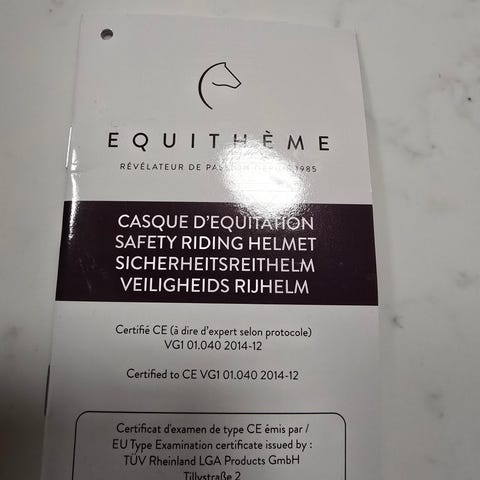 EQUITHÈME
RÉVÉLATEUR DE PASSION DEPUIS 1985
CASQUE D'EQUITATION
SAFETY RIDING HELMET
SICHERHEITSREITHELM
VEILIGHEIDS RIJHELM
Certifié CE (à dire d'expert selon protocole)
VG1 01.040 2014-12
Certified to CE VG1 01.040 2014-12
Certificat d'examen de type CE émis par /
EU Type Examination certificate issued by :
TÜV Rheinland LGA Products GmbH
Tillystraße 2